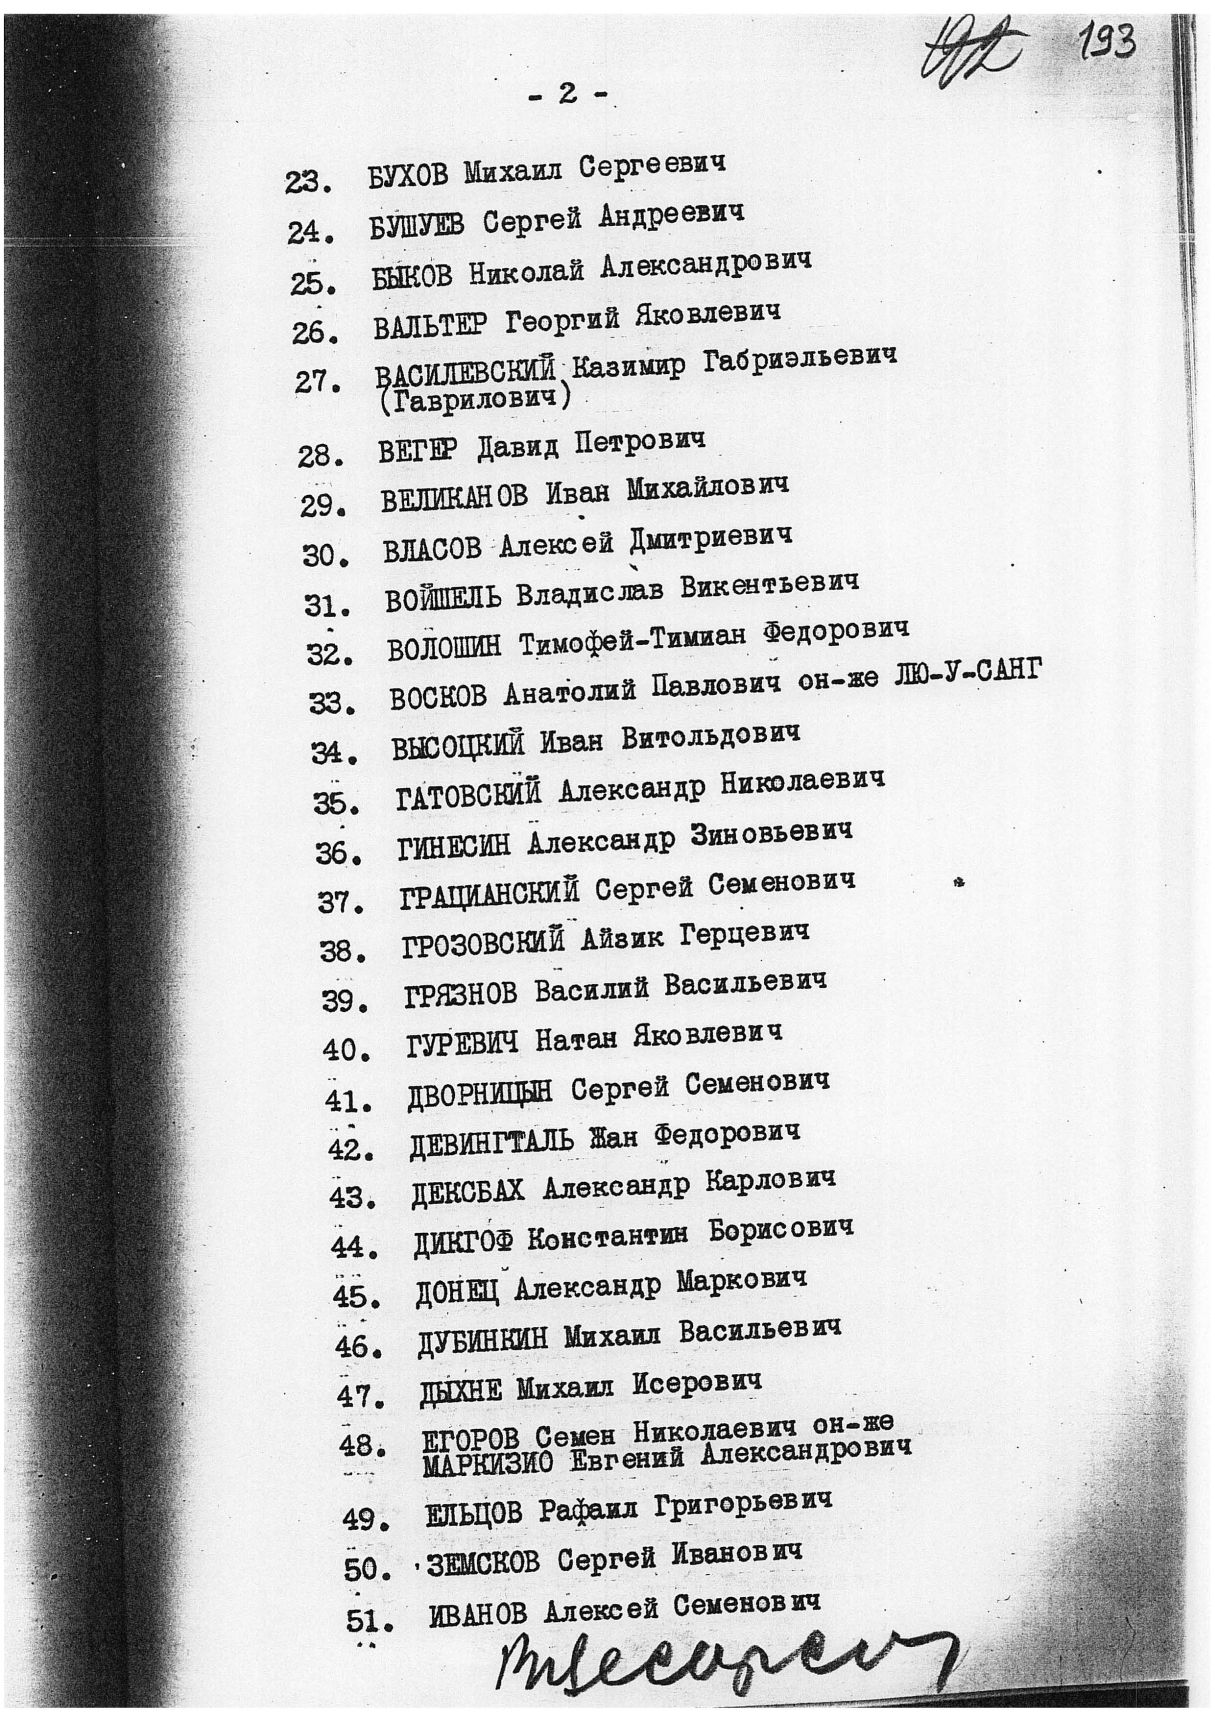 193
- 2 -
23. БУХОВ Михаил Сергеевич
24. БУШУЕВ Сергей Андреевич
25. БЫКОВ Николай Александрович
26. ВАЛЬТЕР Георгий Яковлевич
27. ВАСИЛЕВСКИЙ Казимир Габриэльевич
(Гаврилович)
28. ВЕГЕР Давид Петрович
29. ВЕЛИКАНОВ Иван Михайлович
30. ВЛАСОВ Алексей Дмитриевич
31. ВОЙШЕЛЬ Владислав Викентьевич
32. ВОЛОШИН Тимофей-Тимиан Федорович
33. ВОСКОВ Анатолий Павлович он-же ЛЮ-У-САНГ
34. ВЫСОЦКИЙ Иван Витольдович
35. ГАТОВСКИЙ Александр Николаевич
36. ГИНЕСИН Александр Зиновьевич
37. ГРАЦИАНСКИЙ Сергей Семенович
38. ГРОЗОВСКИЙ Айзик Герцевич
39. ГРЯЗНОВ Василий Васильевич
40. ГУРЕВИЧ Натан Яковлевич
41. ДВОРНИЦЫН Сергей Семенович
42. ДЕВИНГТАЛЬ Жан Федорович
43. ДЕКСБАХ Александр Карлович
44. ДИКГОФ Константин Борисович
45. ДОНЕЦ Александр Маркович
46. ДУБИНКИН Михаил Васильевич
47. ДЫХНЕ Михаил Исерович
48. ЕГОРОВ Семен Николаевич он-же
МАРКИЗИО Евгений Александрович
49. ЕЛЬЦОВ Рафаил Григорьевич
50. ЗЕМСКОВ Сергей Иванович
51. ИВАНОВ Алексей Семенович